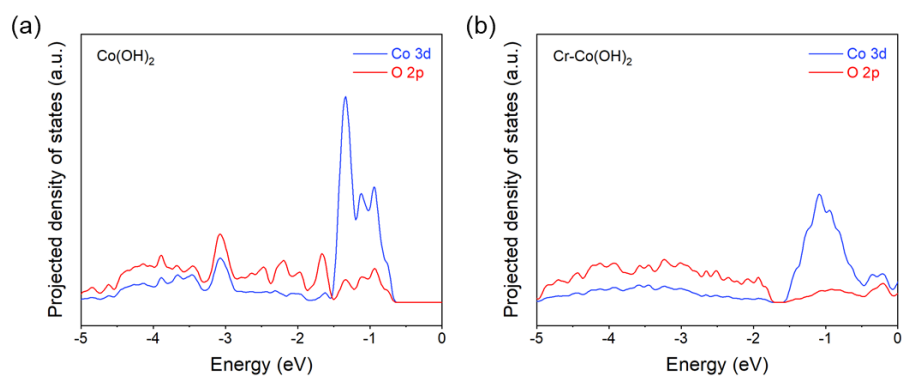 (a)
Co(OH)2
Co 3d
O 2p
Projected density of states (a.u.)
-5 -4 -3 -2 -1 0
Energy (eV)
(b)
Cr-Co(OH)2
Co 3d
O 2p
Projected density of states (a.u.)
-5 -4 -3 -2 -1 0
Energy (eV)